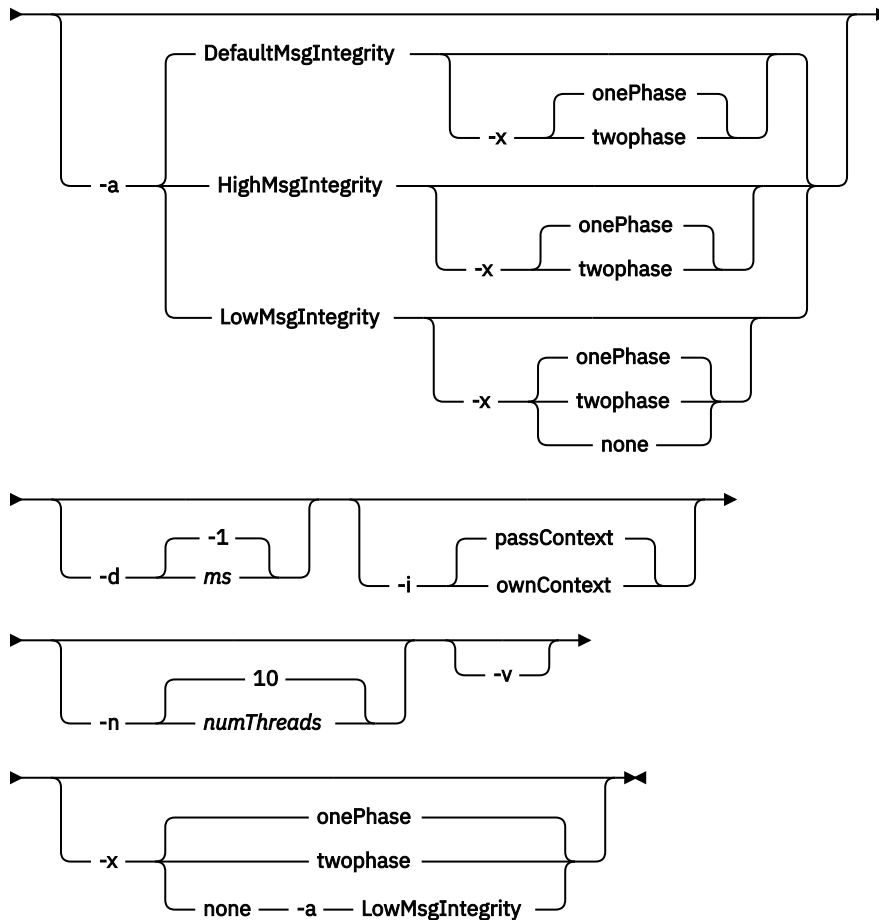 DefaultMsgIntegrity
onePhase
-x twophase
-a HighMsgIntegrity
onePhase
-x twophase
LowMsgIntegrity
onePhase
-x twophase
none
-1 passContext
-d ms -i ownContext
10 -v
-n numThreads
onePhase
-x twophase
none -a LowMsgIntegrity